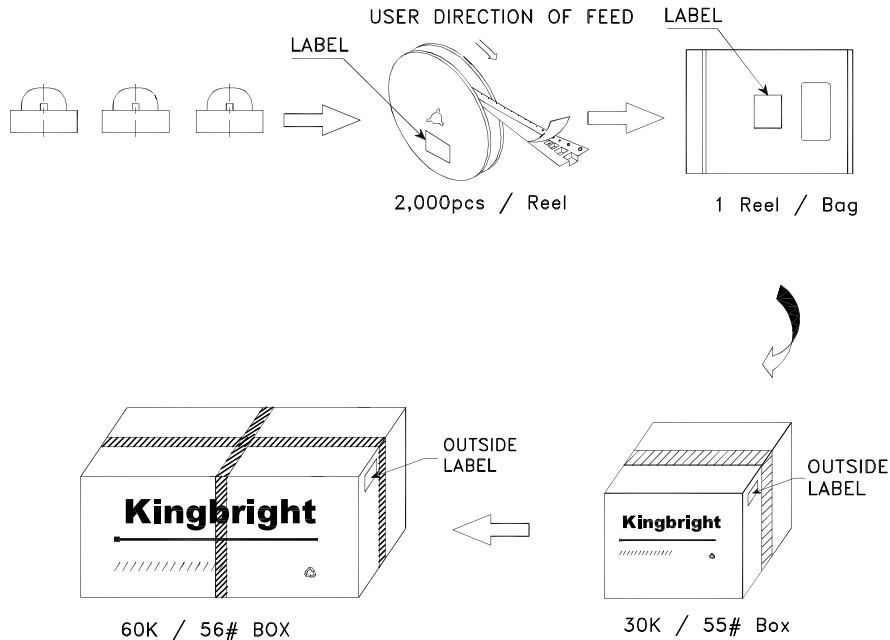 USER DIRECTION OF FEED
LABEL
LABEL
2,000pcs / Reel
1 Reel / Bag
OUTSIDE
LABEL
OUTSIDE
LABEL
Kingbright
Kingbright
60K / 56# BOX
30K / 55# Box